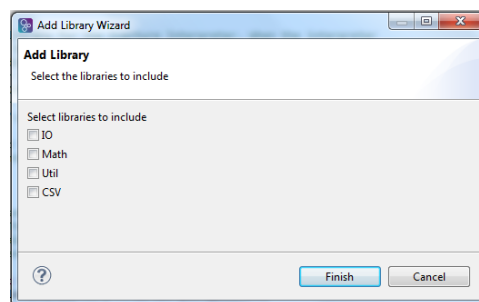 Add Library Wizard
Add Library
Select the libraries to include
Select libraries to include
IO
Math
Util
CSV
Finish
Cancel